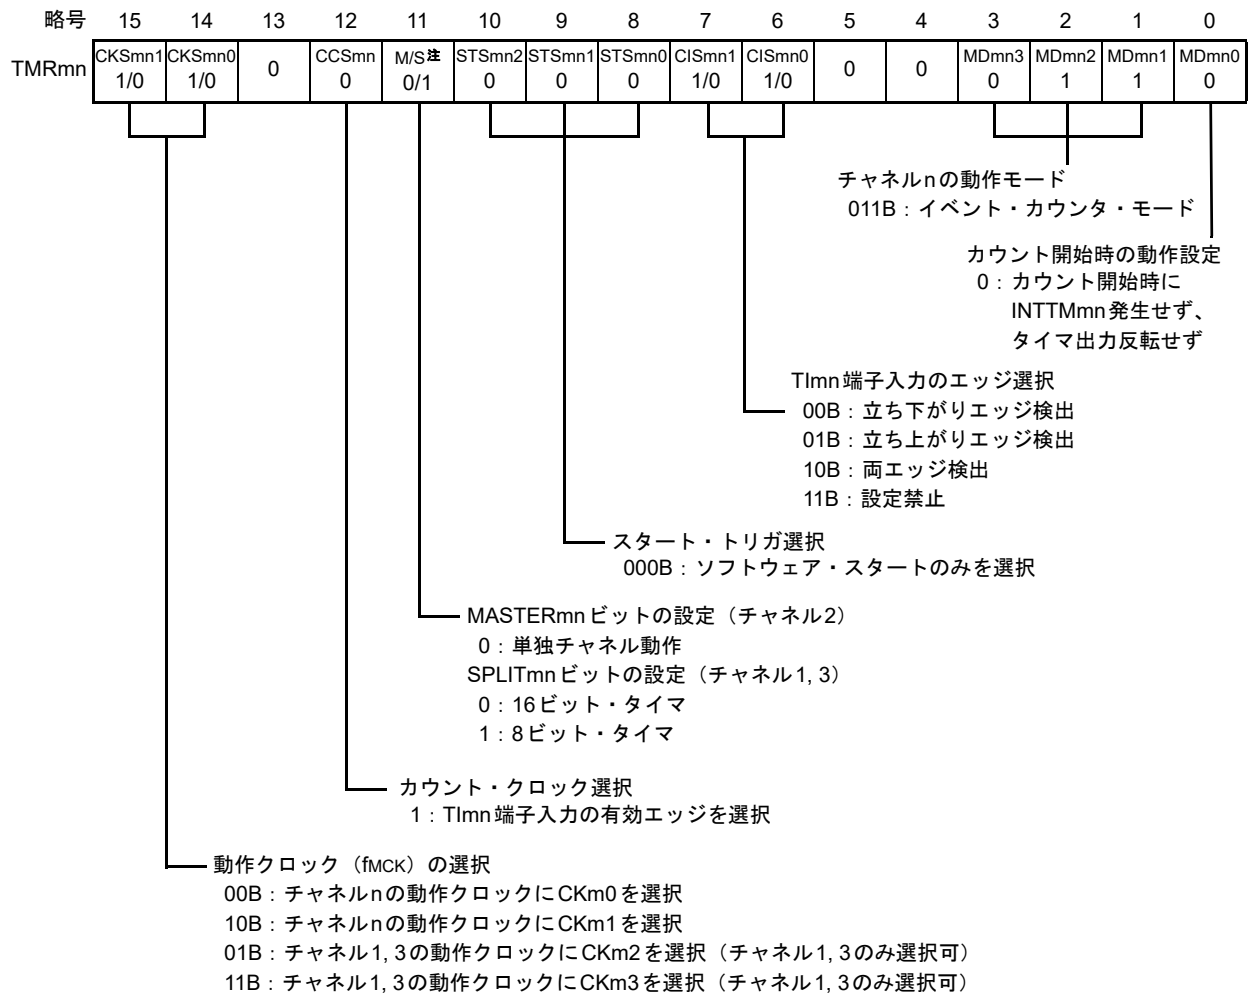 略号 15 14 13 12 11 10 9 8 7 6 5 4 3 2 1 0
TMRmn CKSmn1 CKSmn0 0 CCSmn M/S注 STSmn2 STSmn1 STSmn0 CISmn1 CISmn0 0 0 MDmn3 MDmn2 MDmn1 MDmn0
1/0 1/0 0 0/1 0 0 0 1/0 1/0 0 1 1 0
チャネルnの動作モード
011B：イベント・カウンタ・モード
カウント開始時の動作設定
0：カウント開始時に
INTTMmn発生せず、
タイマ出力反転せず
TImn端子入力のエッジ選択
00B：立ち下がりエッジ検出
01B：立ち上がりエッジ検出
10B：両エッジ検出
11B：設定禁止
スタート・トリガ選択
000B：ソフトウェア・スタートのみを選択
MASTERmnビットの設定（チャネル2）
0：単独チャネル動作
SPLITmnビットの設定（チャネル1, 3）
0：16ビット・タイマ
1：8ビット・タイマ
カウント・クロック選択
1：TImn端子入力の有効エッジを選択
動作クロック（fMCK）の選択
00B：チャネルnの動作クロックにCKm0を選択
10B：チャネルnの動作クロックにCKm1を選択
01B：チャネル1, 3の動作クロックにCKm2を選択（チャネル1, 3のみ選択可）
11B：チャネル1, 3の動作クロックにCKm3を選択（チャネル1, 3のみ選択可）